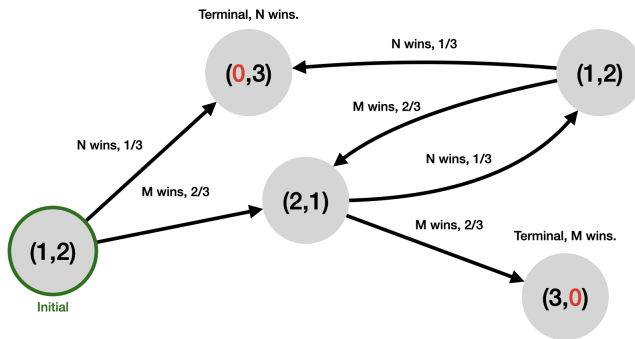 Terminal, N wins.
(0,3)
N wins, 1/3
(1,2)
M wins, 2/3
N wins, 1/3
N wins, 1/3
M wins, 2/3
(2,1)
M wins, 2/3
(1,2)
Initial
Terminal, M wins.
(3,0)